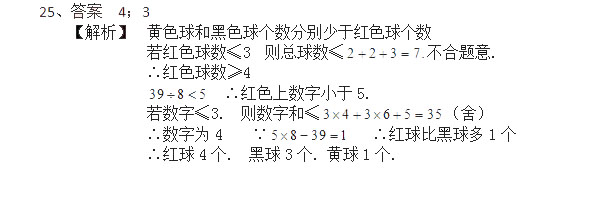 25、答案 4；3
【解析】 黄色球和黑色球个数分别少于红色球个数
若红色球数≤3 则总球数≤2+2+3=7.不合题意.
∴红色球数≥4
39÷8<5 ∴红色上数字小于 5.
若数字≤3. 则数字和≤3×4+3×6+5=35（舍）
∴数字为 4 ∵5×8−39=1 ∴红球比黑球多 1 个
∴红球 4 个. 黑球 3 个. 黄球 1 个.